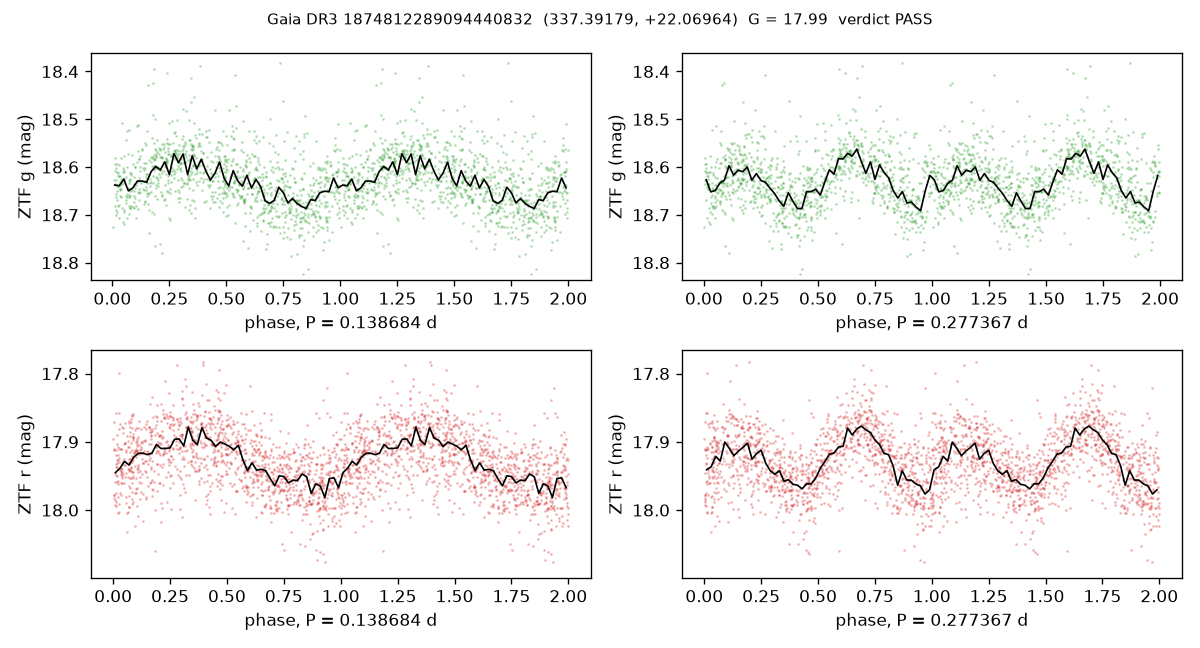 Gaia DR3 1874812289094440832  (337.39179, +22.06964)  G = 17.99  verdict PASS
ZTF g (mag)
18.4
18.5
18.6
18.7
18.8
0.00 0.25 0.50 0.75 1.00 1.25 1.50 1.75 2.00
phase, P = 0.138684 d
ZTF g (mag)
18.4
18.5
18.6
18.7
18.8
0.00 0.25 0.50 0.75 1.00 1.25 1.50 1.75 2.00
phase, P = 0.277367 d
ZTF r (mag)
17.8
17.9
18.0
0.00 0.25 0.50 0.75 1.00 1.25 1.50 1.75 2.00
phase, P = 0.138684 d
ZTF r (mag)
17.8
17.9
18.0
0.00 0.25 0.50 0.75 1.00 1.25 1.50 1.75 2.00
phase, P = 0.277367 d